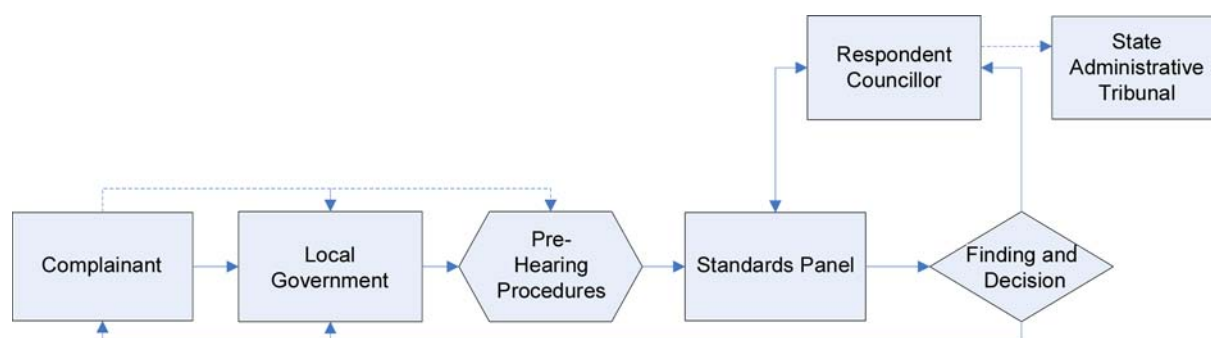 Respondent
Councillor
State
Administrative
Tribunal
Complainant
Local
Government
Pre-
Hearing
Procedures
Standards Panel
Finding and
Decision